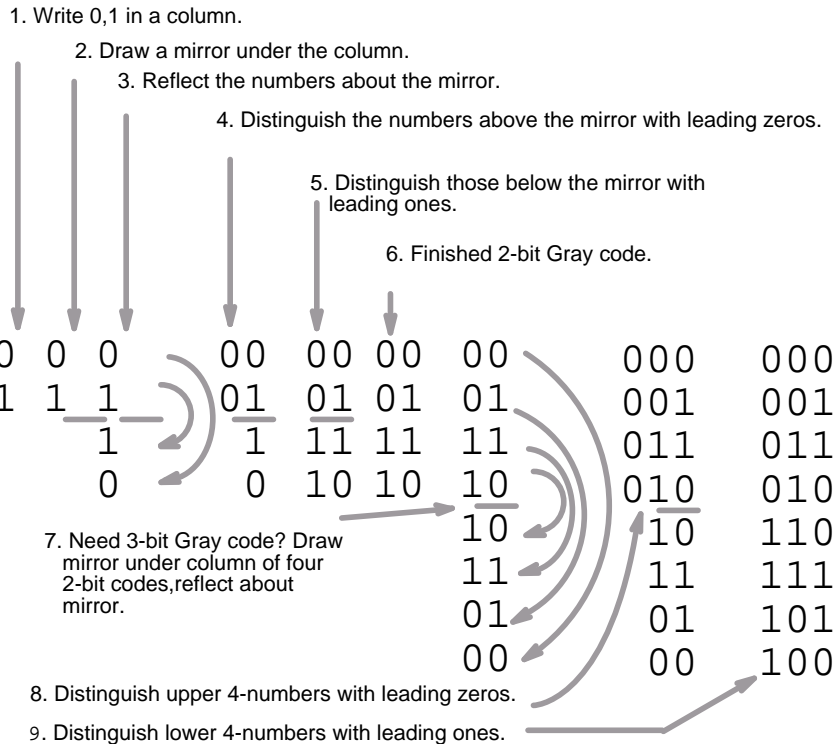 1. Write 0,1 in a column.
2. Draw a mirror under the column.
3. Reflect the numbers about the mirror.
4. Distinguish the numbers above the mirror with leading zeros.
5. Distinguish those below the mirror with
leading ones.
6. Finished 2-bit Gray code.
0 0 0 00 00 00 00 000 000
1 1 1 01 01 01 01 001 001
1 1 11 11 11 011 011
0 0 10 10 10 010 010
10 10 110
11 11 111
01 01 101
00 00 100
7. Need 3-bit Gray code? Draw
mirror under column of four
2-bit codes,reflect about
mirror.
8. Distinguish upper 4-numbers with leading zeros.
9. Distinguish lower 4-numbers with leading ones.